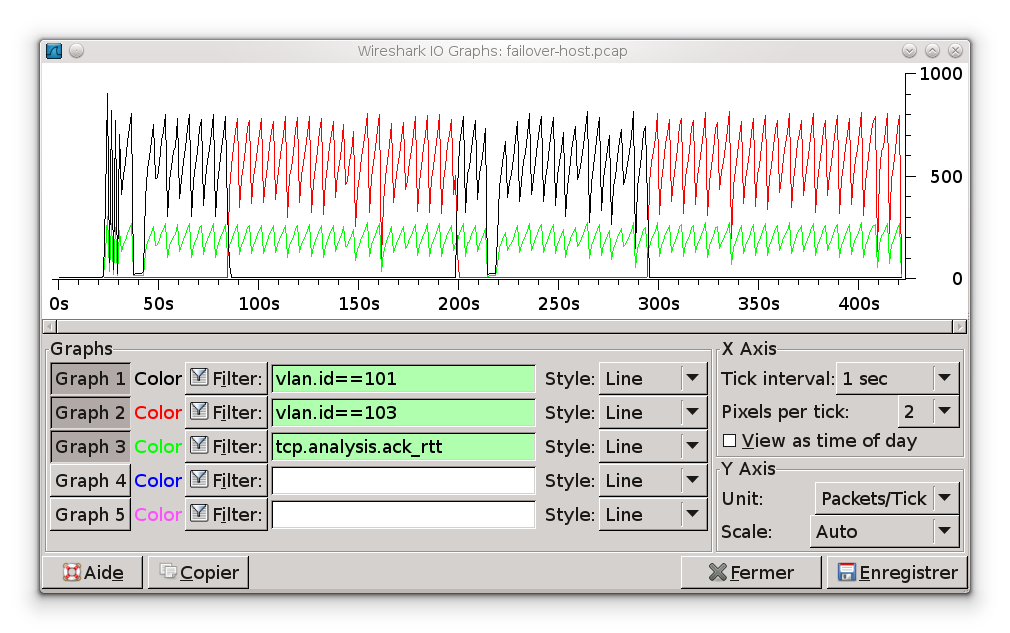 Wireshark IO Graphs: failover-host.pcap
1000
500
0
0s 50s 100s 150s 200s 250s 300s 350s 400s
Graphs
Graph 1 Color Filter: vlan.id==101 Style: Line
Graph 2 Color Filter: vlan.id==103 Style: Line
Graph 3 Color Filter: tcp.analysis.ack_rtt Style: Line
Graph 4 Color Filter: Style: Line
Graph 5 Color Filter: Style: Line
X Axis
Tick interval: 1 sec
Pixels per tick: 2
View as time of day
Y Axis
Unit: Packets/Tick
Scale: Auto
Aide Copier Fermer Enregistrer